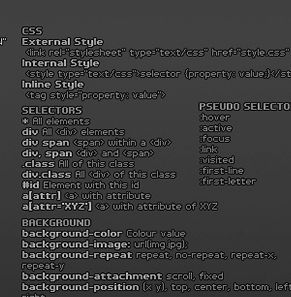 CSS
External Style
<link rel="stylesheet" type="text/css" href="style.css"
Internal Style
<style type="text/css">selector {property: value;}</st
Inline Style
<tag style="property: value">
SELECTORS
* All elements
div All <div> elements
div span <span> within a <div>
div, span <div> and <span>
.class All of this class
div.class All <div> of this class
#id Element with this id
a[attr] <a> with attribute
a[attr="XYZ"] <a> with attribute of XYZ
PSEUDO SELECTO
:hover
:active
:focus
:link
:visited
:first-line
:first-letter
BACKGROUND
background-color Colour value
background-image: url(img.jpg);
background-repeat repeat, no-repeat, repeat-x,
repeat-y
background-attachment scroll, fixed
background-position (x y), top, center, bottom, left